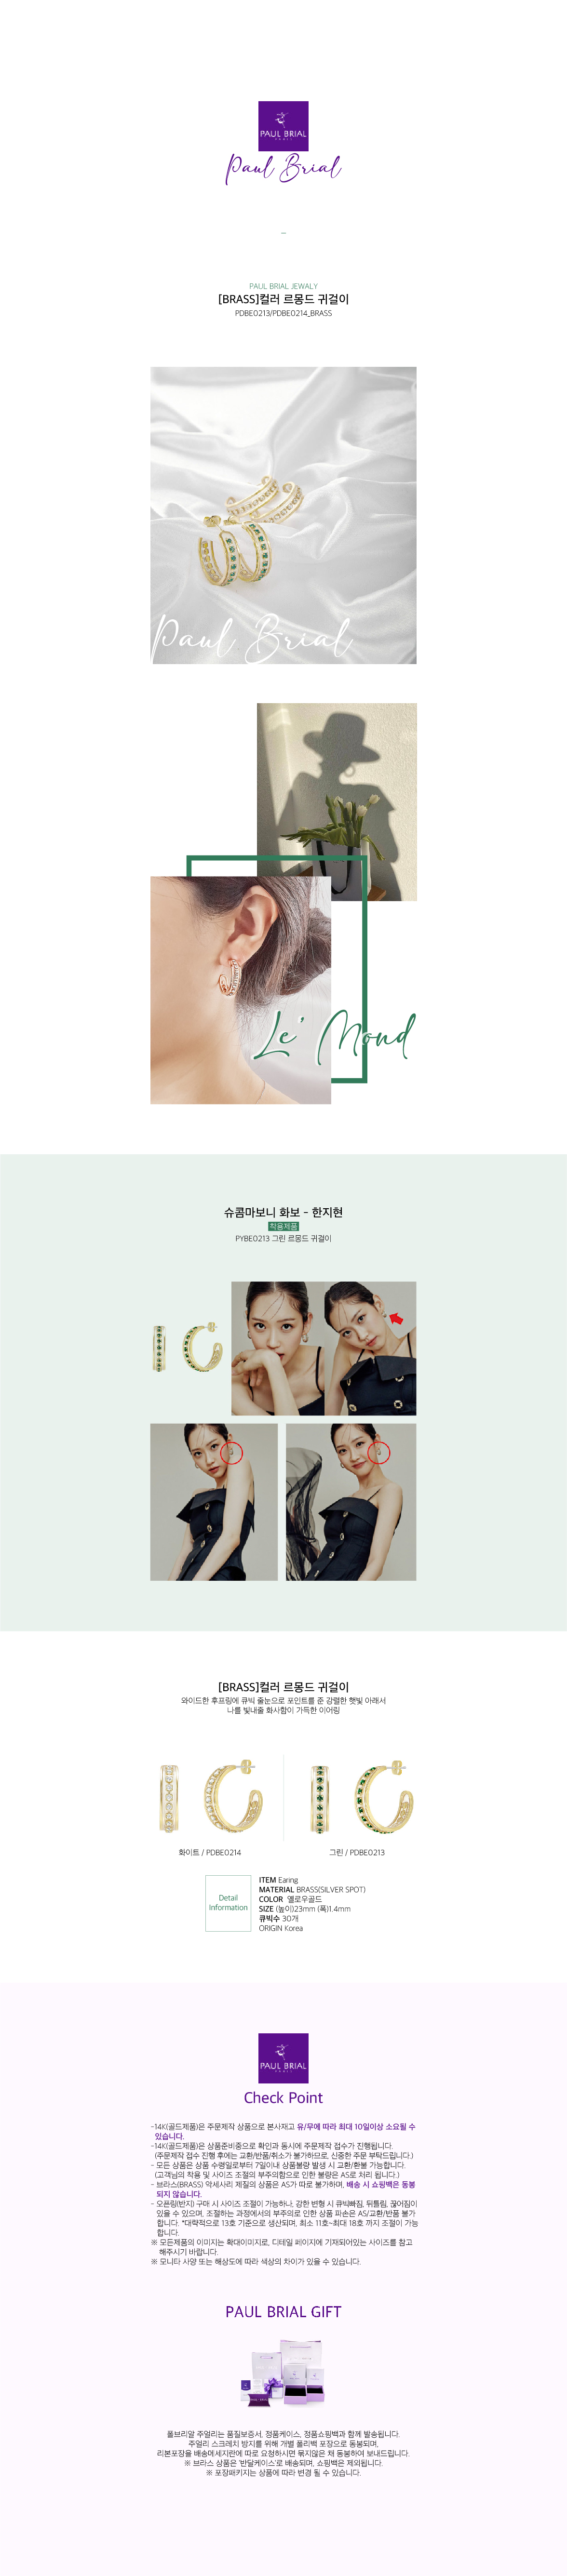 PAUL BRIAL
PARIS
Paul Brial
PAUL BRIAL JEWALY
[BRASS]컬러 르몽드 귀걸이
PDBE0213/PDBE0214_BRASS
Paul Brial
Le' Mond
슈콤마보니 화보 - 한지현
착용제품
PYBE0213 그린 르몽드 귀걸이
[BRASS]컬러 르몽드 귀걸이
와이드한 후프링에 큐빅 줄눈으로 포인트를 준 강렬한 햇빛 아래서
나를 빛내줄 화사함이 가득한 이어링
화이트 / PDBE0214
그린 / PDBE0213
Detail
Information
ITEM Earing
MATERIAL BRASS(SILVER SPOT)
COLOR 옐로우골드
SIZE (높이)23mm (폭)1.4mm
큐빅수 30개
ORIGIN Korea
PAUL BRIAL
PARIS
Check Point
-14K(골드제품)은 주문제작 상품으로 본사재고 유/무에 따라 최대 10일이상 소요될 수
있습니다.
-14K(골드제품)은 상품준비중으로 확인과 동시에 주문제작 접수가 진행됩니다.
(주문제작 접수 진행 후에는 교환/반품/취소가 불가하므로, 신중한 주문 부탁드립니다.)
- 모든 상품은 상품 수령일로부터 7일이내 상품불량 발생 시 교환/환불 가능합니다.
(고객님의 착용 및 사이즈 조절의 부주의함으로 인한 불량은 AS로 처리 됩니다.)
- 브라스(BRASS) 악세사리 제질의 상품은 AS가 따로 불가하며, 배송 시 쇼핑백은 동봉
되지 않습니다.
- 오픈링(반지) 구매 시 사이즈 조절이 가능하나, 강한 변형 시 큐빅빠짐, 뒤틀림, 끊어짐이
있을 수 있으며, 조절하는 과정에서의 부주의로 인한 상품 파손은 AS/교환/반품 불가
합니다. *대략적으로 13호 기준으로 생산되며, 최소 11호~최대 18호 까지 조절이 가능
합니다.
※ 모든제품의 이미지는 확대이미지로, 디테일 페이지에 기재되어있는 사이즈를 참고
해주시기 바랍니다.
※ 모니타 사양 또는 해상도에 따라 색상의 차이가 있을 수 있습니다.
PAUL BRIAL GIFT
PAUL BRIAL
폴브리알 주얼리는 품질보증서, 정품케이스, 정품쇼핑백과 함께 발송됩니다.
주얼리 스크레치 방지를 위해 개별 폴리백 포장으로 동봉되며,
리본포장을 배송메세지란에 따로 요청하시면 묶지않은 채 동봉하여 보내드립니다.
※ 브라스 상품은 '반달케이스'로 배송되며, 쇼핑백은 제외됩니다.
※ 포장패키지는 상품에 따라 변경 될 수 있습니다.